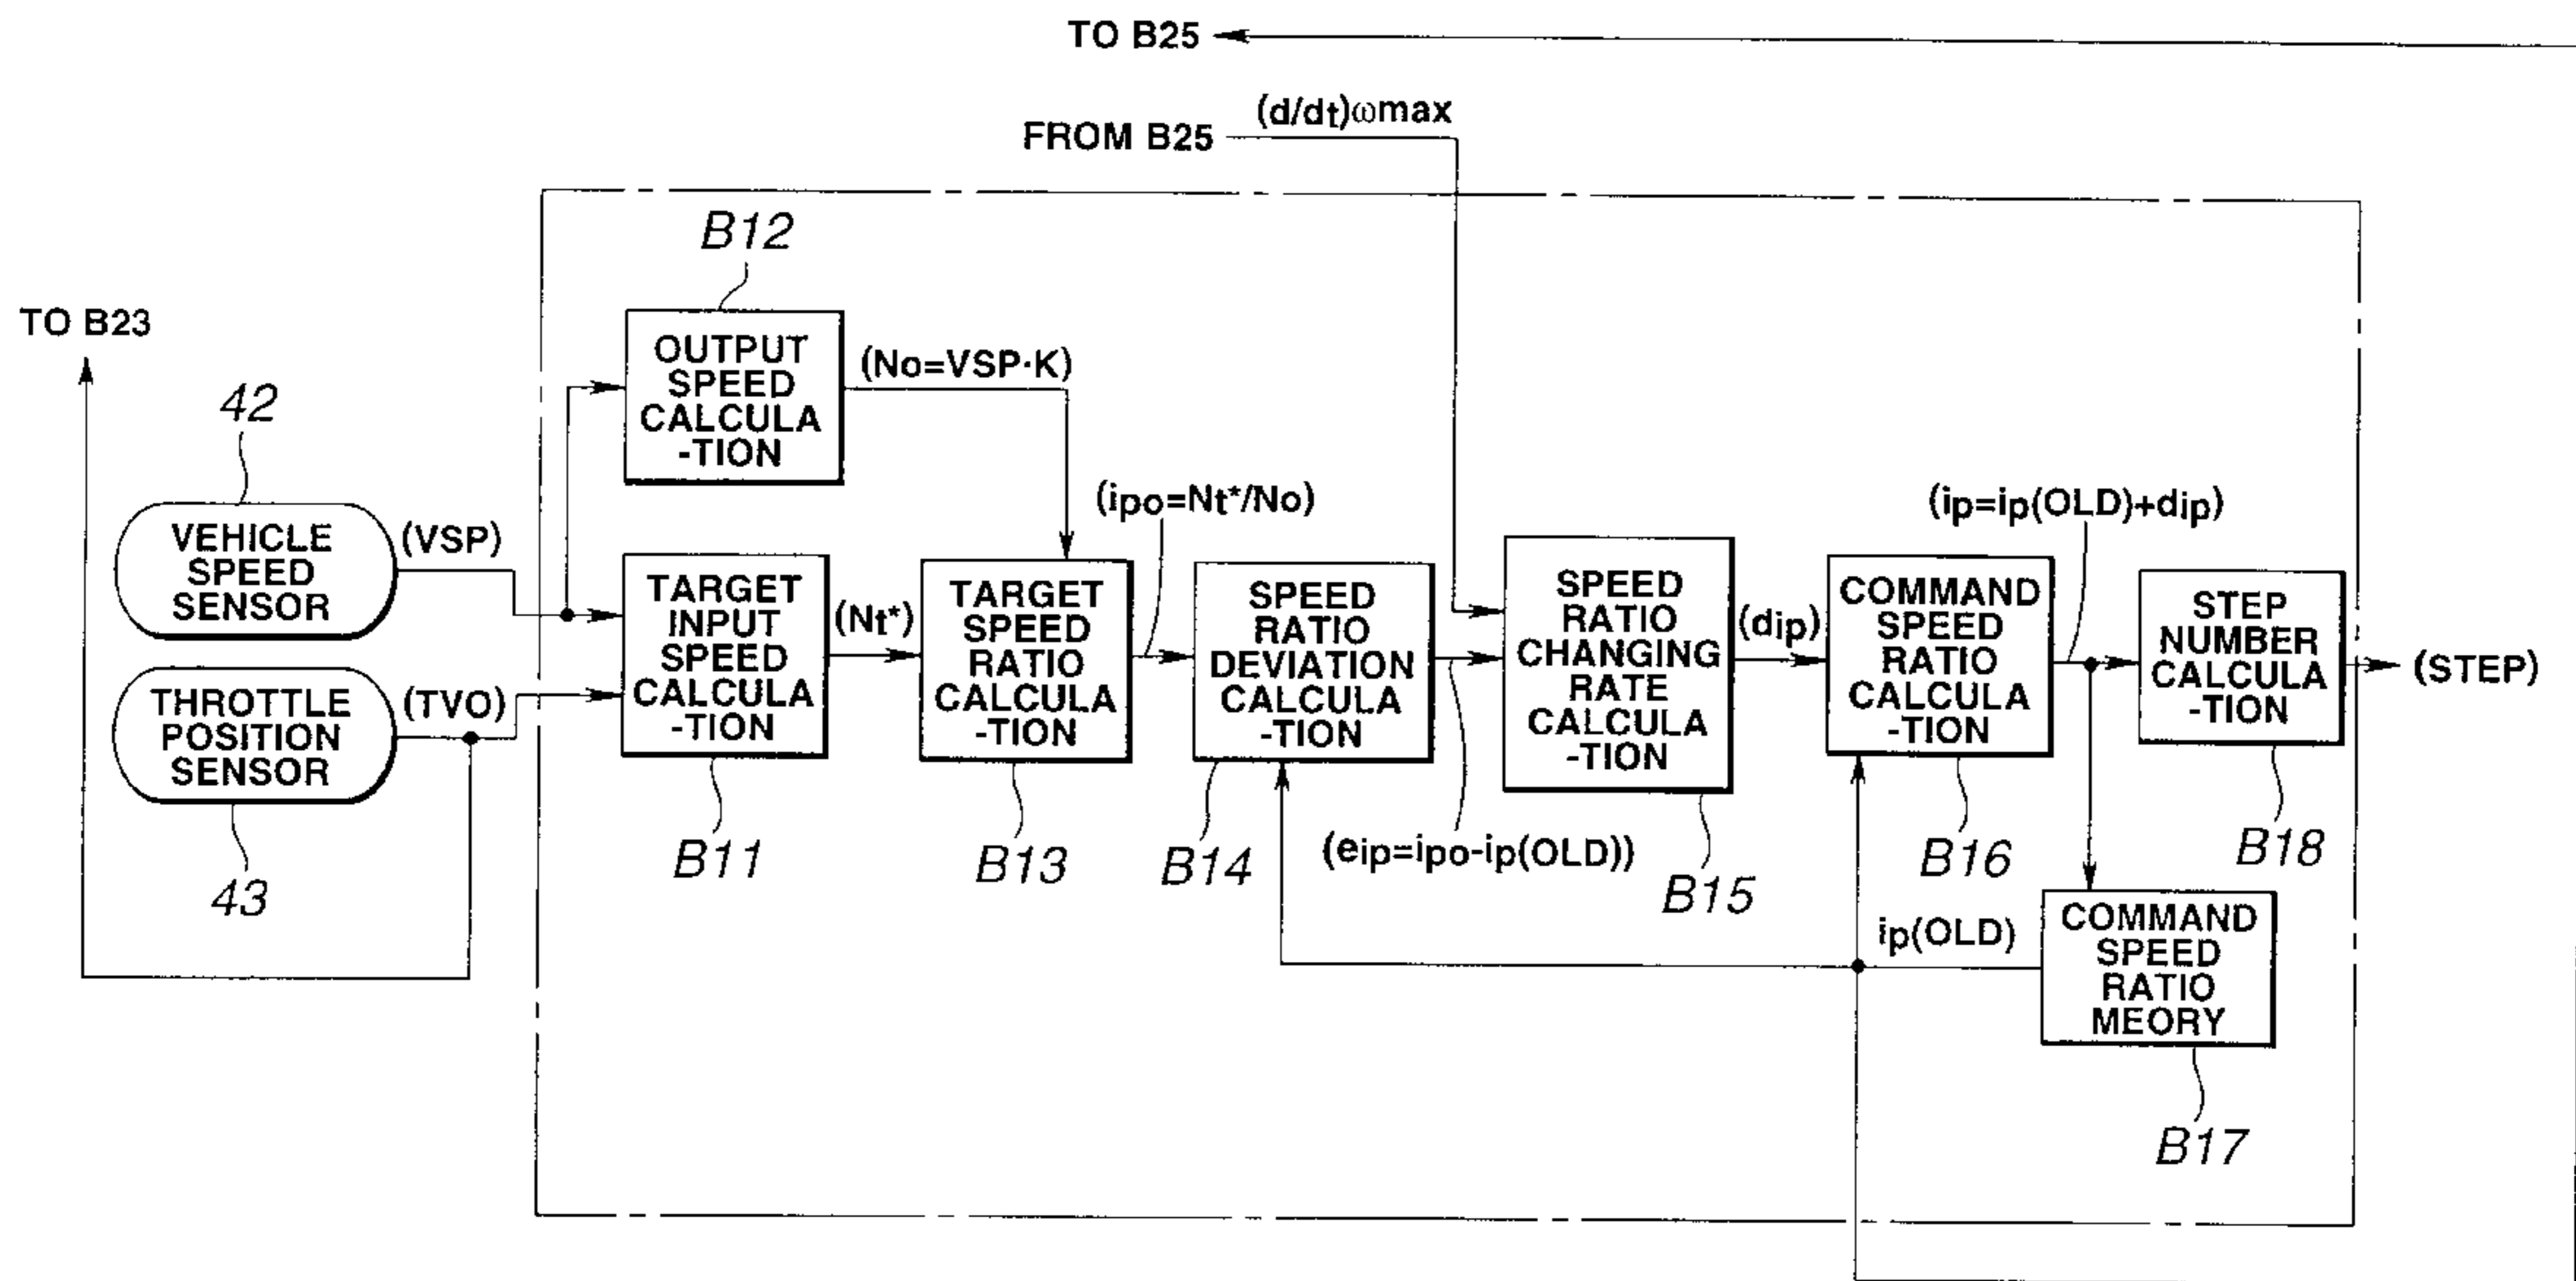 TO B25
(d/dt)ωmax
FROM B25
B12
TO B23
OUTPUT
SPEED
CALCULA
-TION
(No=VSP·K)
42
VEHICLE
SPEED
SENSOR
(VSP)
THROTTLE
POSITION
SENSOR
(TVO)
43
TARGET
INPUT
SPEED
CALCULA
-TION
B11
(Nt*)
TARGET
SPEED
RATIO
CALCULA
-TION
B13
(ipo=Nt*/No)
SPEED
RATIO
DEVIATION
CALCULA
-TION
B14
(eip=ipo-ip(OLD))
SPEED
RATIO
CHANGING
RATE
CALCULA
-TION
B15
(dip)
COMMAND
SPEED
RATIO
CALCULA
-TION
B16
(ip=ip(OLD)+dip)
STEP
NUMBER
CALCULA
-TION
B18
(STEP)
ip(OLD)
COMMAND
SPEED
RATIO
MEORY
B17